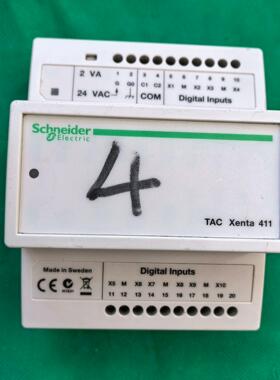 2 VA 1 2 3 4 5 6 7 8 9 10
24 VAC G G0 C1 C2 X1 M X2 X3 M X4
COM Digital Inputs
Schneider
Electric
4
TAC Xenta 411
Made in Sweden Digital Inputs
X5 M X6 X7 M X8 X9 M X10
11 12 13 14 15 16 17 18 19 20